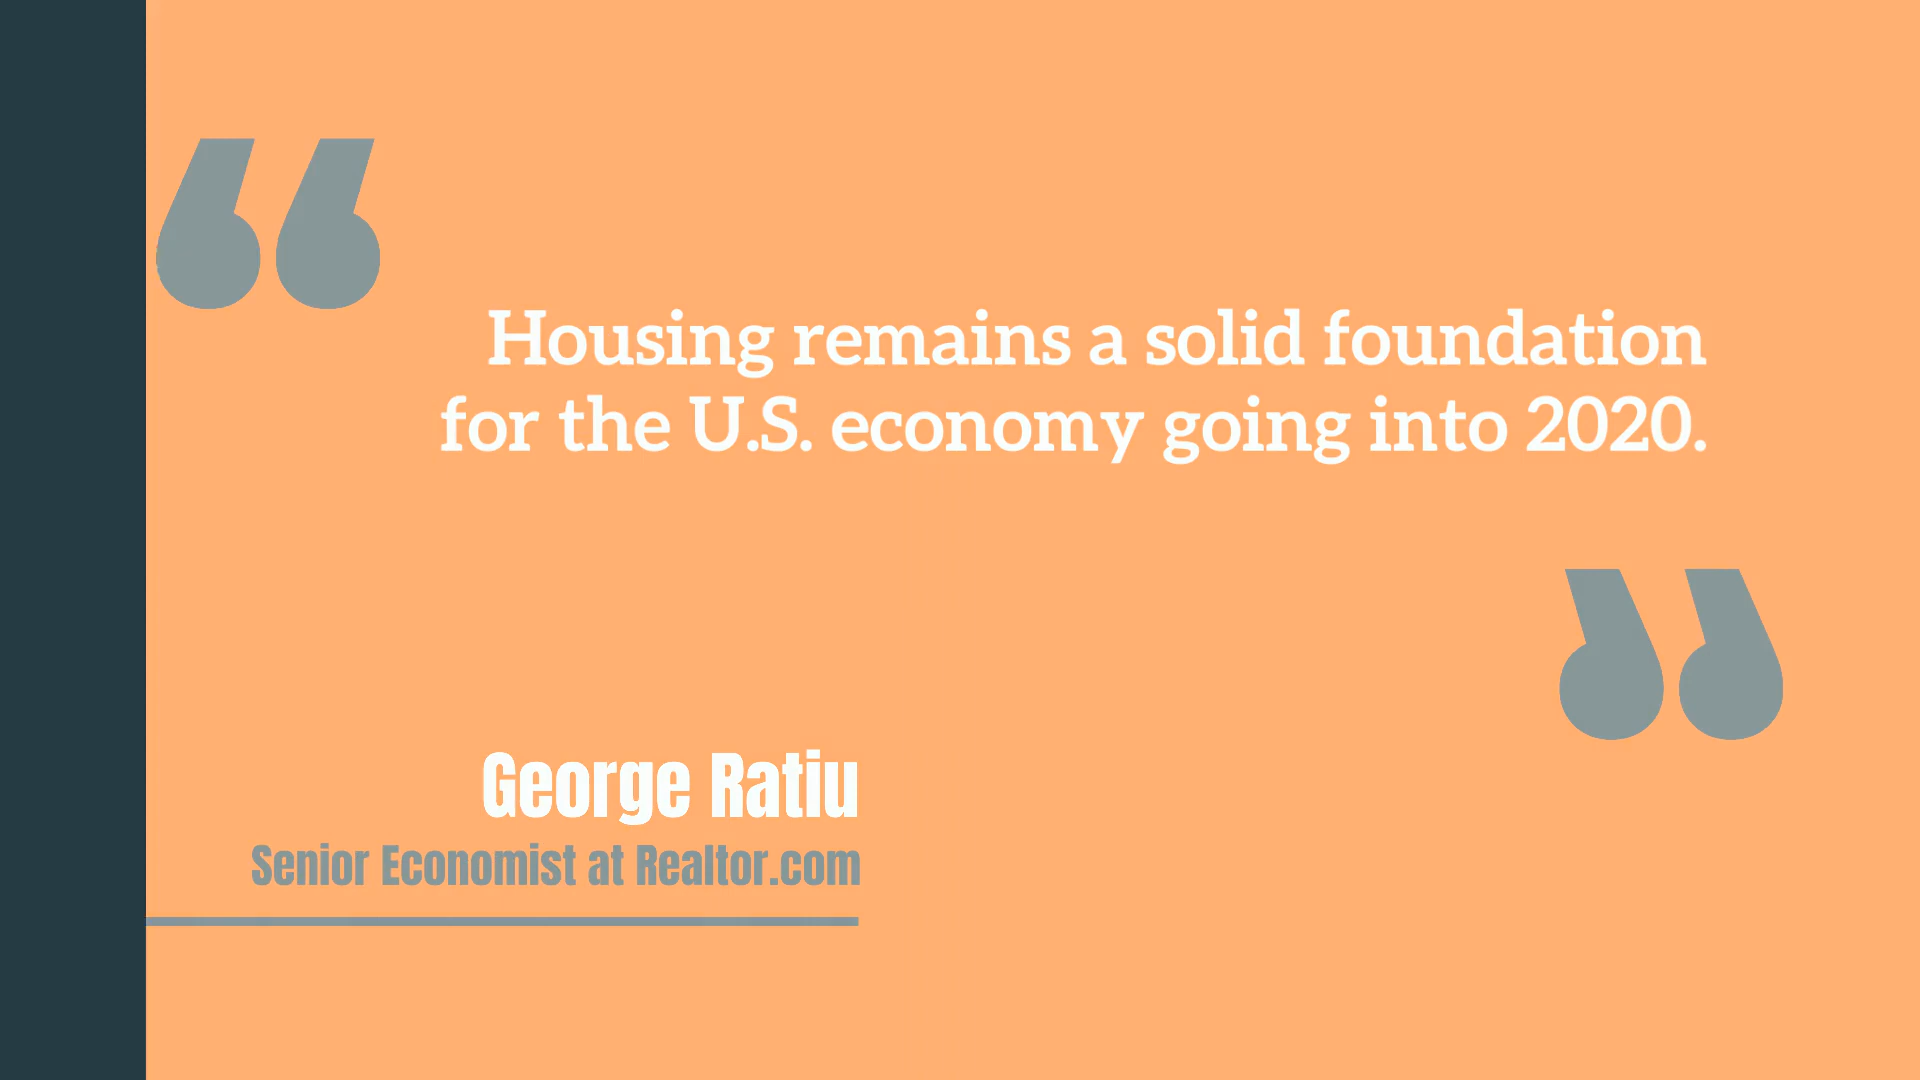 “
Housing remains a solid foundation
for the U.S. economy going into 2020.
”
George Ratiu
Senior Economist at Realtor.com